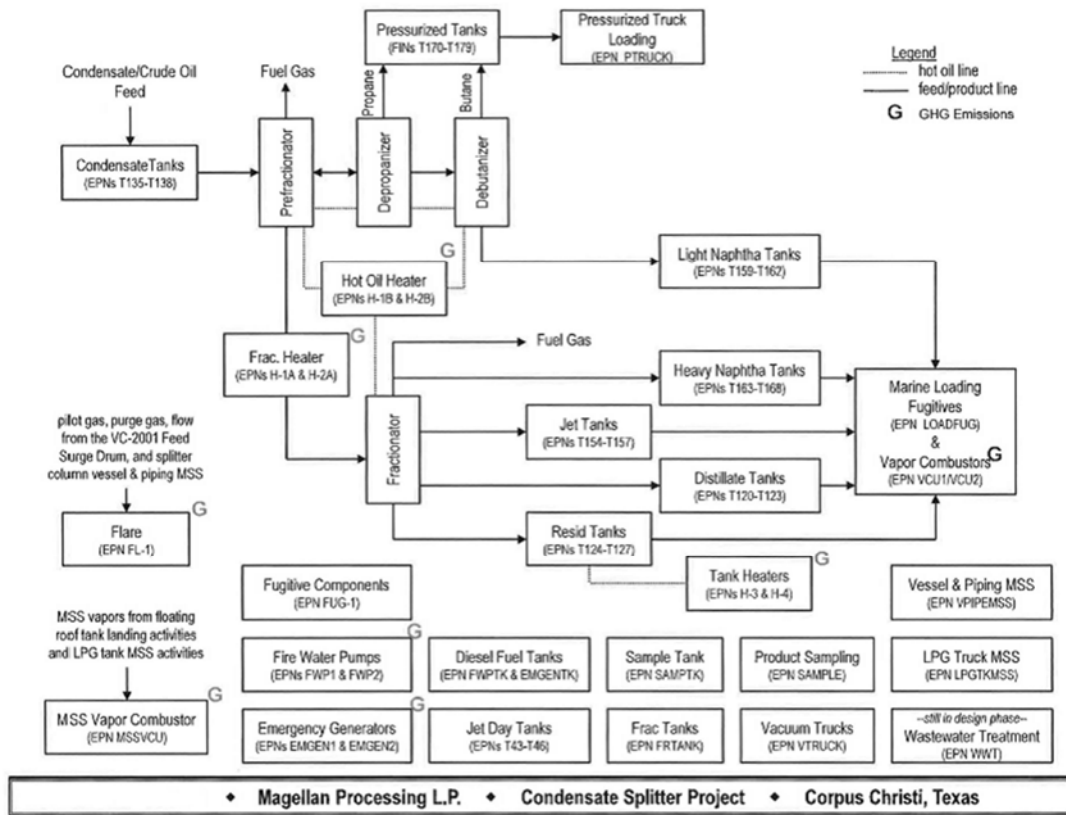 Pressurized Tanks
(FINs T170-T179)
Pressurized Truck
Loading
(EPN PTRUCK)
Legend
hot oil line
feed/product line
G GHG Emissions
Condensate/Crude Oil
Feed
Fuel Gas
Propane
Butane
Condensate Tanks
(EPNs T135-T138)
Prefractionator
Depropanizer
Debutanizer
G
Hot Oil Heater
(EPNs H-1B & H-2B)
Light Naphtha Tanks
(EPNs T159-T162)
G
Frac. Heater
(EPNs H-1A & H-2A)
Fuel Gas
Heavy Naphtha Tanks
(EPNs T163-T168)
Marine Loading
Fugitives
(EPN LOADFUG)
&
Vapor Combustors
G
(EPN VCU1/VCU2)
Fractionator
Jet Tanks
(EPNs T154-T157)
Distillate Tanks
(EPNs T120-T123)
Resid Tanks
(EPNs T124-T127)
G
Tank Heaters
(EPNs H-3 & H-4)
pilot gas, purge gas, flow
from the VC-2001 Feed
Surge Drum, and splitter
column vessel & piping MSS
G
Flare
(EPN FL-1)
MSS vapors from floating
roof tank landing activities
and LPG tank MSS activities
G
MSS Vapor Combustor
(EPN MSSVCU)
Fugitive Components
(EPN FUG-1)
Vessel & Piping MSS
(EPN VPIPEMSS)
G
Fire Water Pumps
(EPNs FWP1 & FWP2)
Diesel Fuel Tanks
(EPN FWPTK & EMGENTK)
Sample Tank
(EPN SAMPTK)
Product Sampling
(EPN SAMPLE)
LPG Truck MSS
(EPN LPGTKMSS)
G
Emergency Generators
(EPNs EMGEN1 & EMGEN2)
Jet Day Tanks
(EPNs T43-T46)
Frac Tanks
(EPN FRTANK)
Vacuum Trucks
(EPN VTRUCK)
--still in design phase--
Wastewater Treatment
(EPN WWT)
◆ Magellan Processing L.P. ◆ Condensate Splitter Project ◆ Corpus Christi, Texas